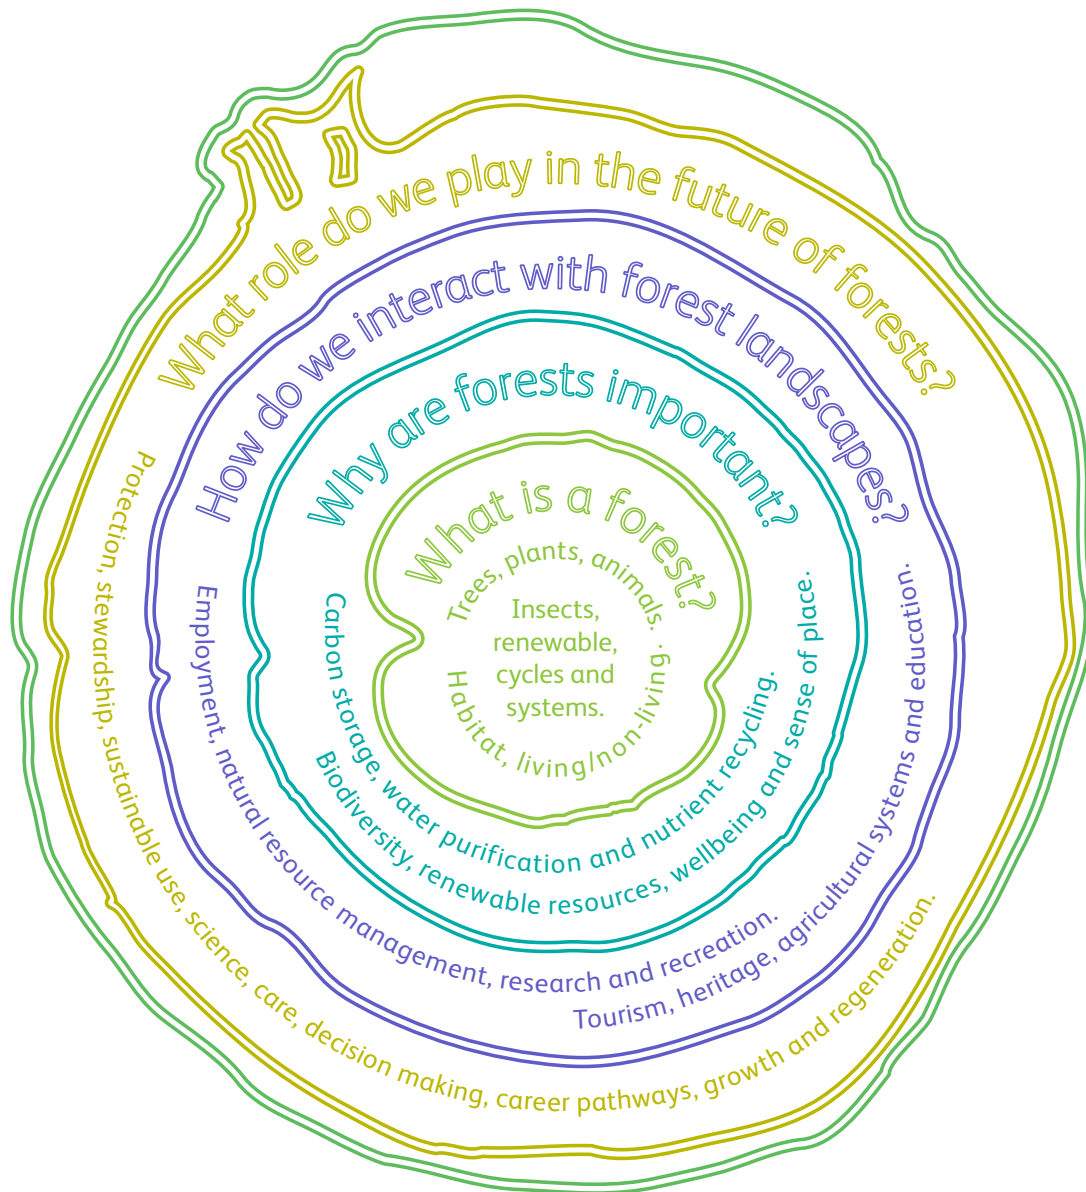 What role do we play in the future of forests?
Protection, stewardship, sustainable use, science, care, decision making, career pathways, growth and regeneration.
How do we interact with forest landscapes?
Employment, natural resource management, research and recreation.
Tourism, heritage, agricultural systems and education.
Why are forests important?
Carbon storage, water purification and nutrient recycling.
Biodiversity, renewable resources, wellbeing and sense of place.
What is a forest?
Trees, plants, animals.
Insects,
renewable,
cycles and
systems.
Habitat, living/non-living.